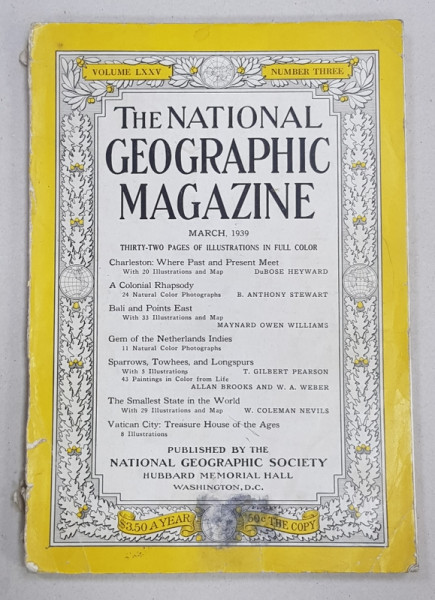 VOLUME LXXV NUMBER THREE
THE NATIONAL
GEOGRAPHIC
MAGAZINE
MARCH, 1939
THIRTY-TWO PAGES OF ILLUSTRATIONS IN FULL COLOR
Charleston: Where Past and Present Meet
With 20 Illustrations and Map DuBOSE HEYWARD
A Colonial Rhapsody
24 Natural Color Photographs B. ANTHONY STEWART
Bali and Points East
With 33 Illustrations and Map
MAYNARD OWEN WILLIAMS
Gem of the Netherlands Indies
11 Natural Color Photographs
Sparrows, Towhees, and Longspurs
With 5 Illustrations T. GILBERT PEARSON
43 Paintings in Color from Life
ALLAN BROOKS AND W. A. WEBER
The Smallest State in the World
With 29 Illustrations and Map W. COLEMAN NEVILS
Vatican City: Treasure House of the Ages
8 Illustrations
PUBLISHED BY THE
NATIONAL GEOGRAPHIC SOCIETY
HUBBARD MEMORIAL HALL
WASHINGTON, D.C.
$3.50 A YEAR 50¢ THE COPY